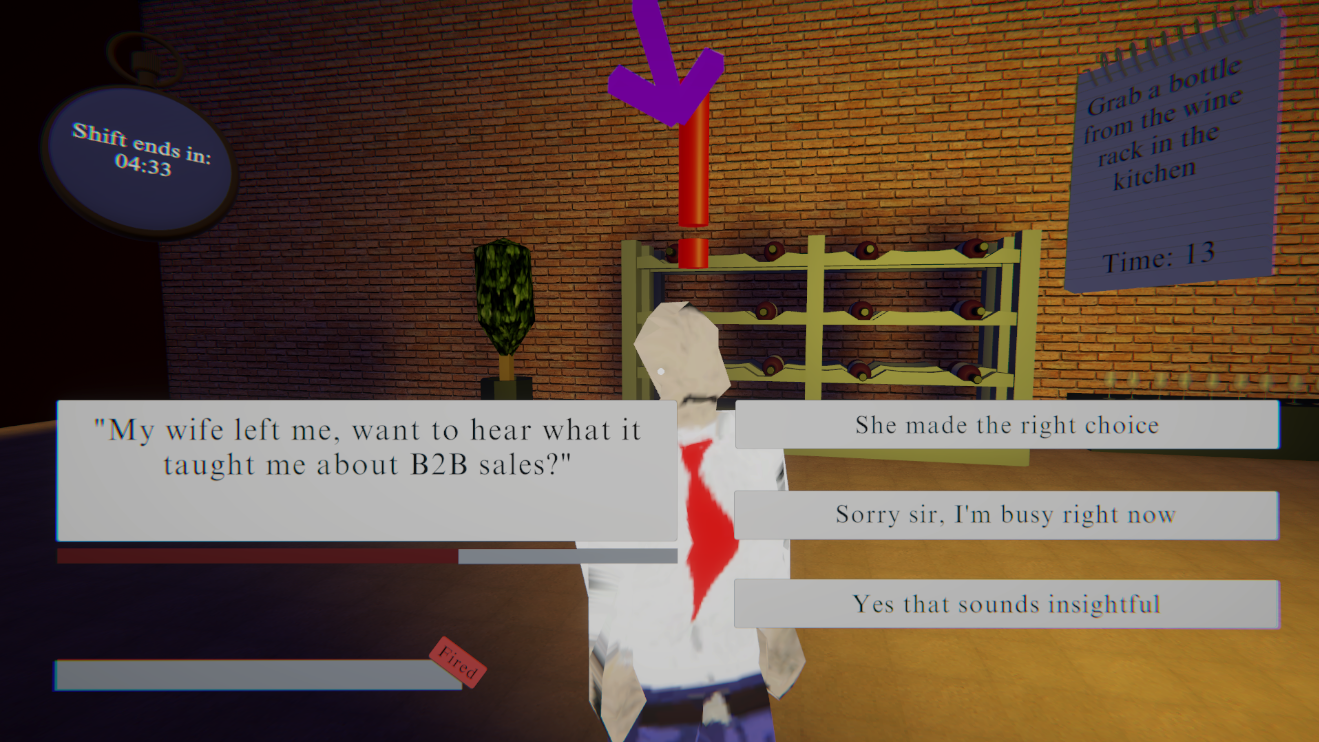 Shift ends in:
04:33
Grab a bottle
from the wine
rack in the
kitchen
Time: 13
"My wife left me, want to hear what it
taught me about B2B sales?"
She made the right choice
Sorry sir, I'm busy right now
Yes that sounds insightful
Fired